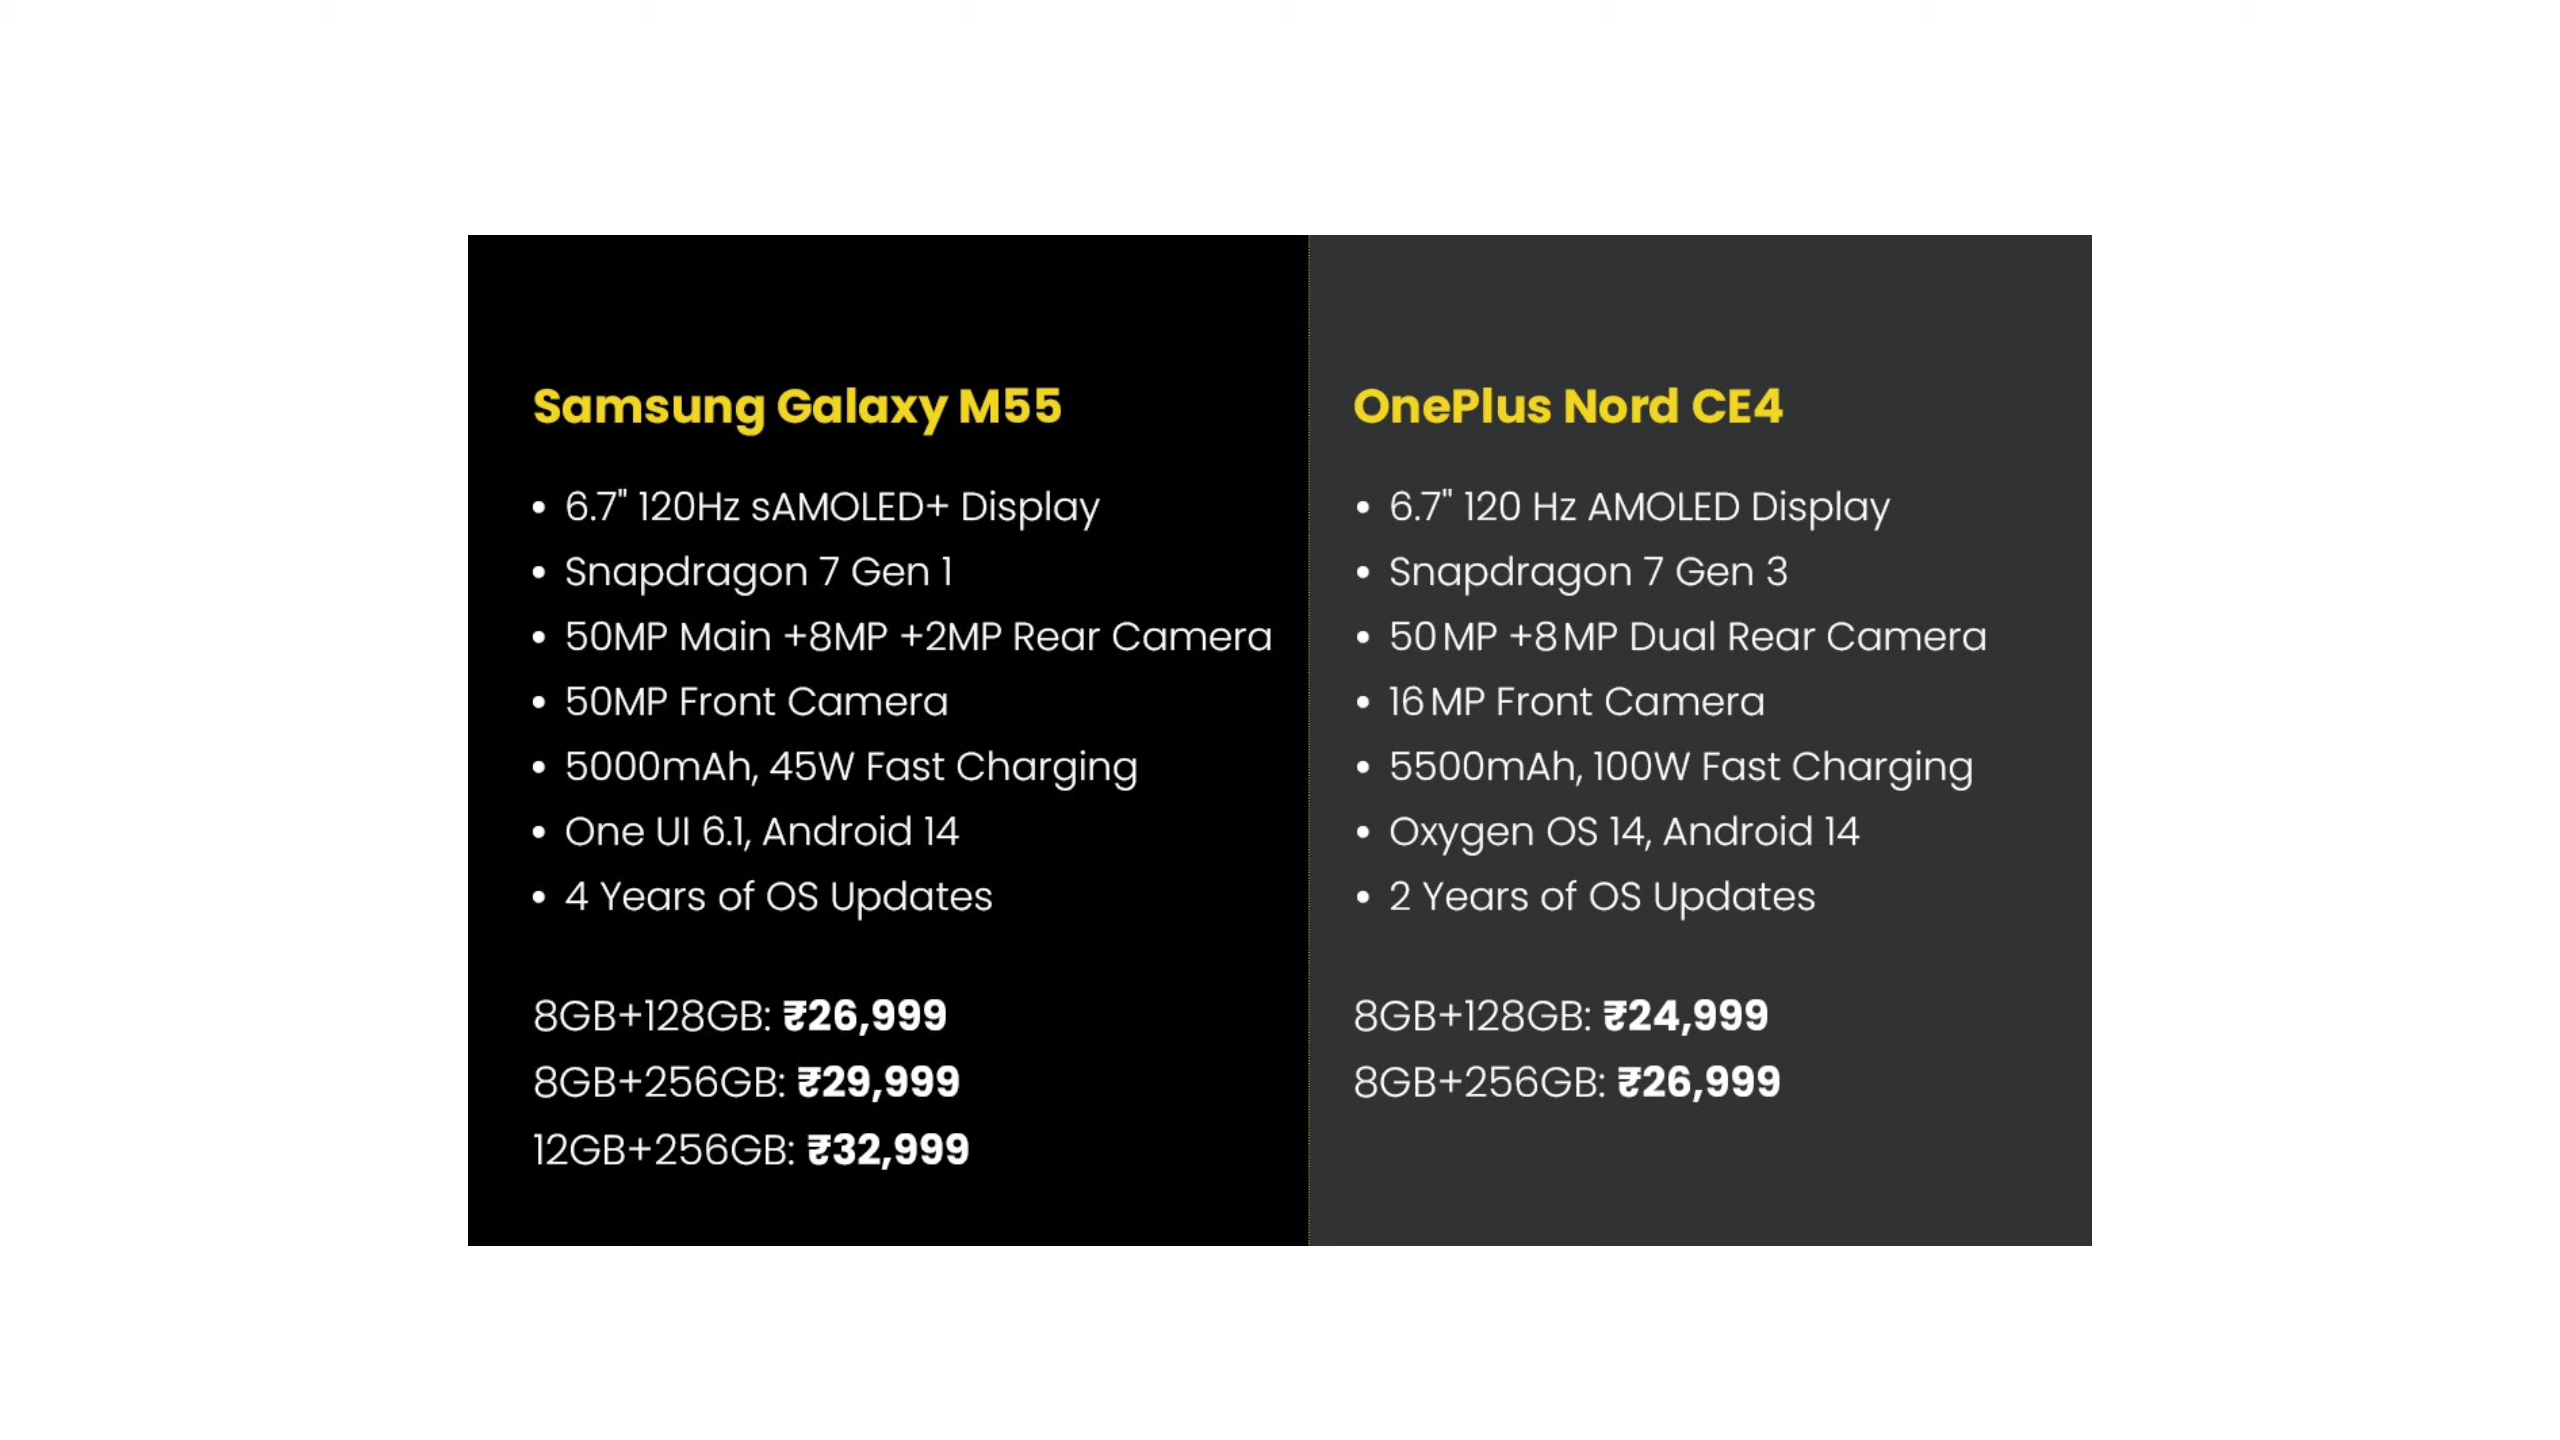 Samsung Galaxy M55
• 6.7" 120Hz sAMOLED+ Display
• Snapdragon 7 Gen 1
• 50MP Main +8MP +2MP Rear Camera
• 50MP Front Camera
• 5000mAh, 45W Fast Charging
• One UI 6.1, Android 14
• 4 Years of OS Updates
8GB+128GB: ₹26,999
8GB+256GB: ₹29,999
12GB+256GB: ₹32,999
OnePlus Nord CE4
• 6.7" 120 Hz AMOLED Display
• Snapdragon 7 Gen 3
• 50 MP +8 MP Dual Rear Camera
• 16 MP Front Camera
• 5500mAh, 100W Fast Charging
• Oxygen OS 14, Android 14
• 2 Years of OS Updates
8GB+128GB: ₹24,999
8GB+256GB: ₹26,999